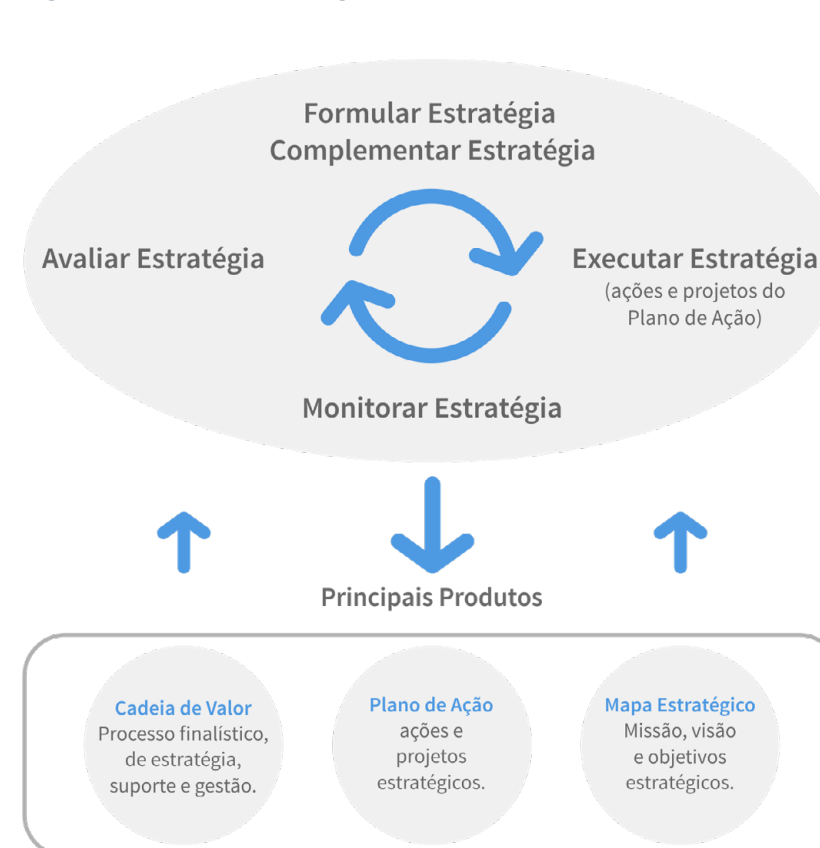 Formular Estratégia
Complementar Estratégia
Avaliar Estratégia
Executar Estratégia
(ações e projetos do
Plano de Ação)
Monitorar Estratégia
Principais Produtos
Cadeia de Valor
Processo finalístico,
de estratégia,
suporte e gestão.
Plano de Ação
ações e
projetos
estratégicos.
Mapa Estratégico
Missão, visão
e objetivos
estratégicos.